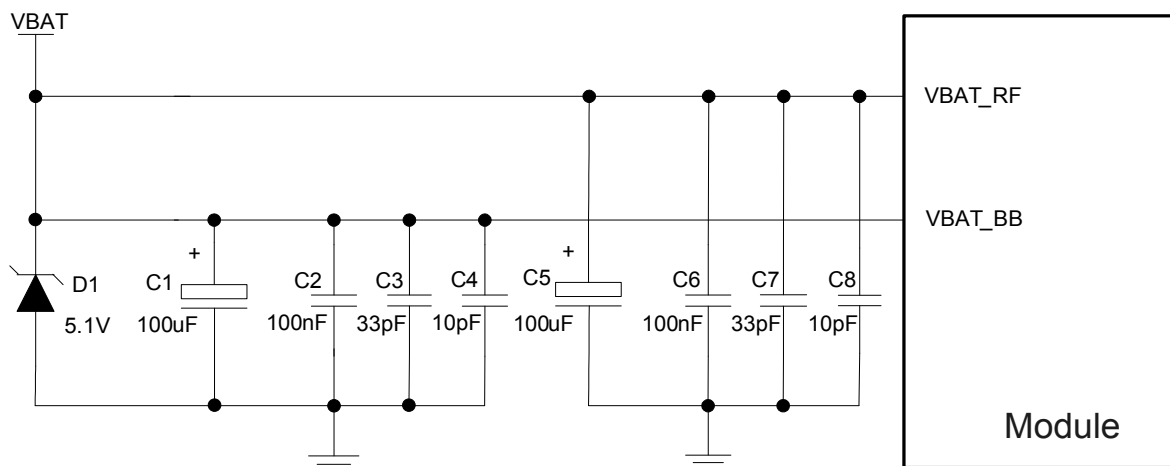 VBAT
VBAT_RF
VBAT_BB
+
+
D1
C1
C2
C3
C4
C5
C6
C7
C8
5.1V
100uF
100nF
33pF
10pF
100uF
100nF
33pF
10pF
Module